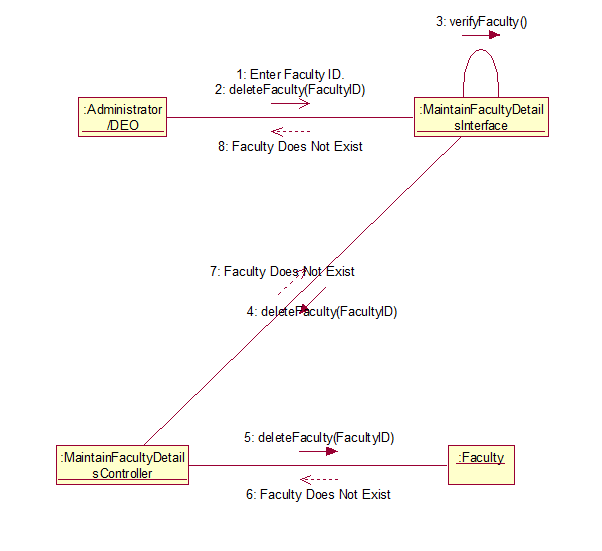 3: verifyFaculty()
1: Enter Faculty ID.
2: deleteFaculty(FacultyID)
:Administrator
/DEO
:MaintainFacultyDetail
sInterface
8: Faculty Does Not Exist
7: Faculty Does Not Exist
4: deleteFaculty(FacultyID)
5: deleteFaculty(FacultyID)
:MaintainFacultyDetail
sController
:Faculty
6: Faculty Does Not Exist